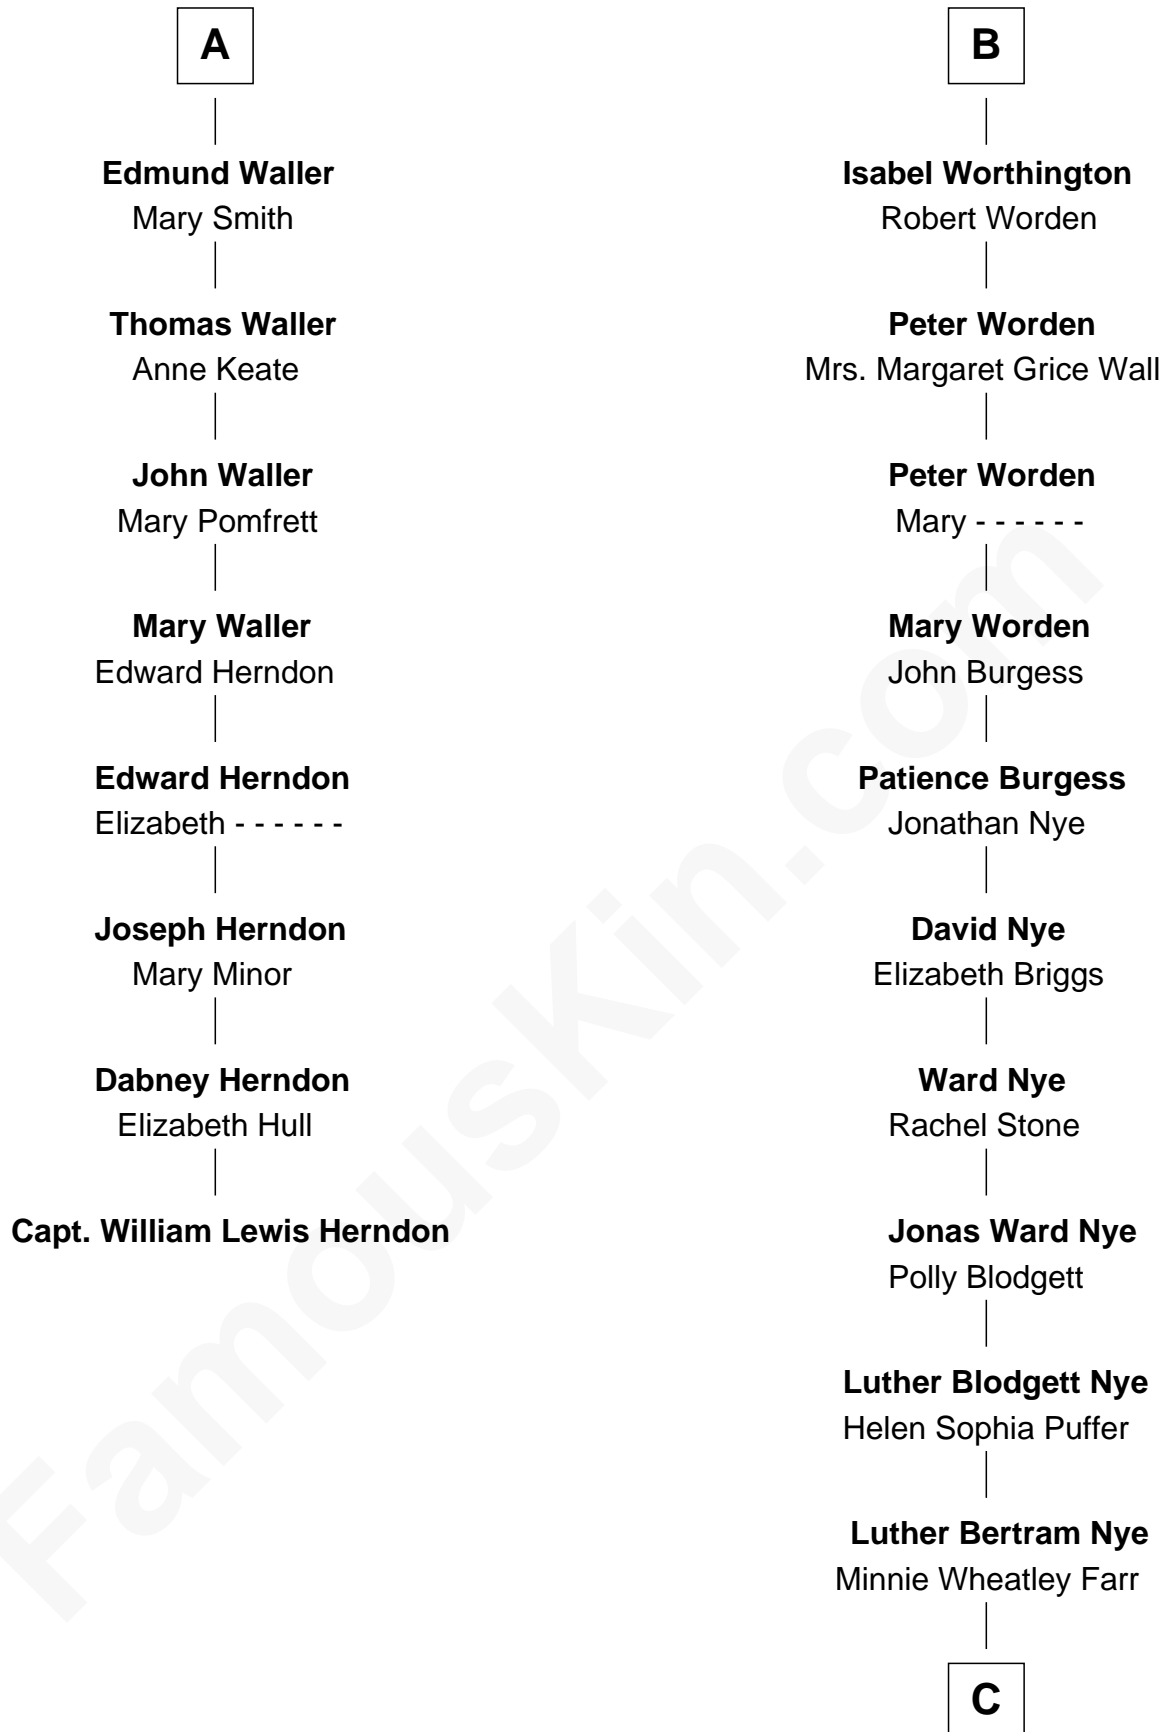 A
Edmund Waller
Mary Smith
Thomas Waller
Anne Keate
John Waller
Mary Pomfrett
Mary Waller
Edward Herndon
Edward Herndon
Elizabeth - - - - - -
Joseph Herndon
Mary Minor
Dabney Herndon
Elizabeth Hull
Capt. William Lewis Herndon
B
Isabel Worthington
Robert Worden
Peter Worden
Mrs. Margaret Grice Wall
Peter Worden
Mary - - - - - -
Mary Worden
John Burgess
Patience Burgess
Jonathan Nye
David Nye
Elizabeth Briggs
Ward Nye
Rachel Stone
Jonas Ward Nye
Polly Blodgett
Luther Blodgett Nye
Helen Sophia Puffer
Luther Bertram Nye
Minnie Wheatley Farr
C
FamousKin.com